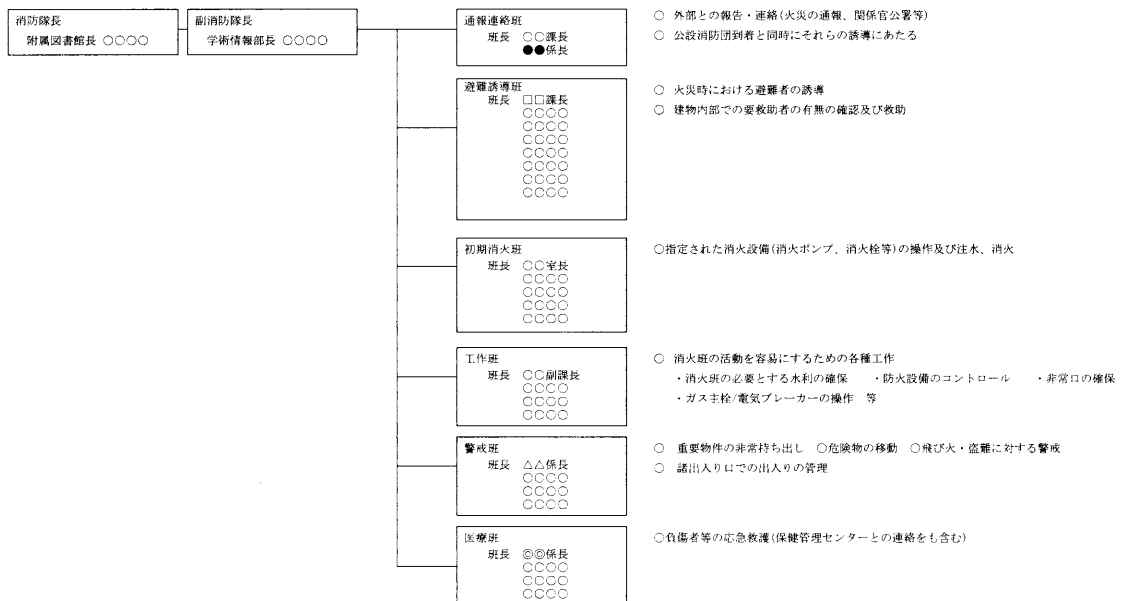 消防隊長
附属図書館長 ○○○○
副消防隊長
学術情報部長 ○○○○
通報連絡班
班長 ○○課長
●●係長
○ 外部との報告・連絡(火災の通報、関係官公署等)
○ 公設消防団到着と同時にそれらの誘導にあたる
避難誘導班
班長 □□課長
○○○○
○○○○
○○○○
○○○○
○○○○
○○○○
○○○○
○ 火災時における避難者の誘導
○ 建物内部での要救助者の有無の確認及び救助
初期消火班
班長 ○○室長
○○○○
○○○○
○○○○
○○○○
○指定された消火設備(消火ポンプ、消火栓等)の操作及び注水、消火
工作班
班長 ○○副課長
○○○○
○○○○
○○○○
○ 消火班の活動を容易にするための各種工作
・消火班の必要とする水利の確保 ・防火設備のコントロール ・非常口の確保
・ガス主栓/電気ブレーカーの操作 等
警戒班
班長 △△係長
○○○○
○○○○
○○○○
○ 重要物件の非常持ち出し ○危険物の移動 ○飛び火・盗難に対する警戒
○ 諸出入り口での出入りの管理
医療班
班長 ◎◎係長
○○○○
○○○○
○○○○
○負傷者等の応急救護(保健管理センターとの連絡をも含む)